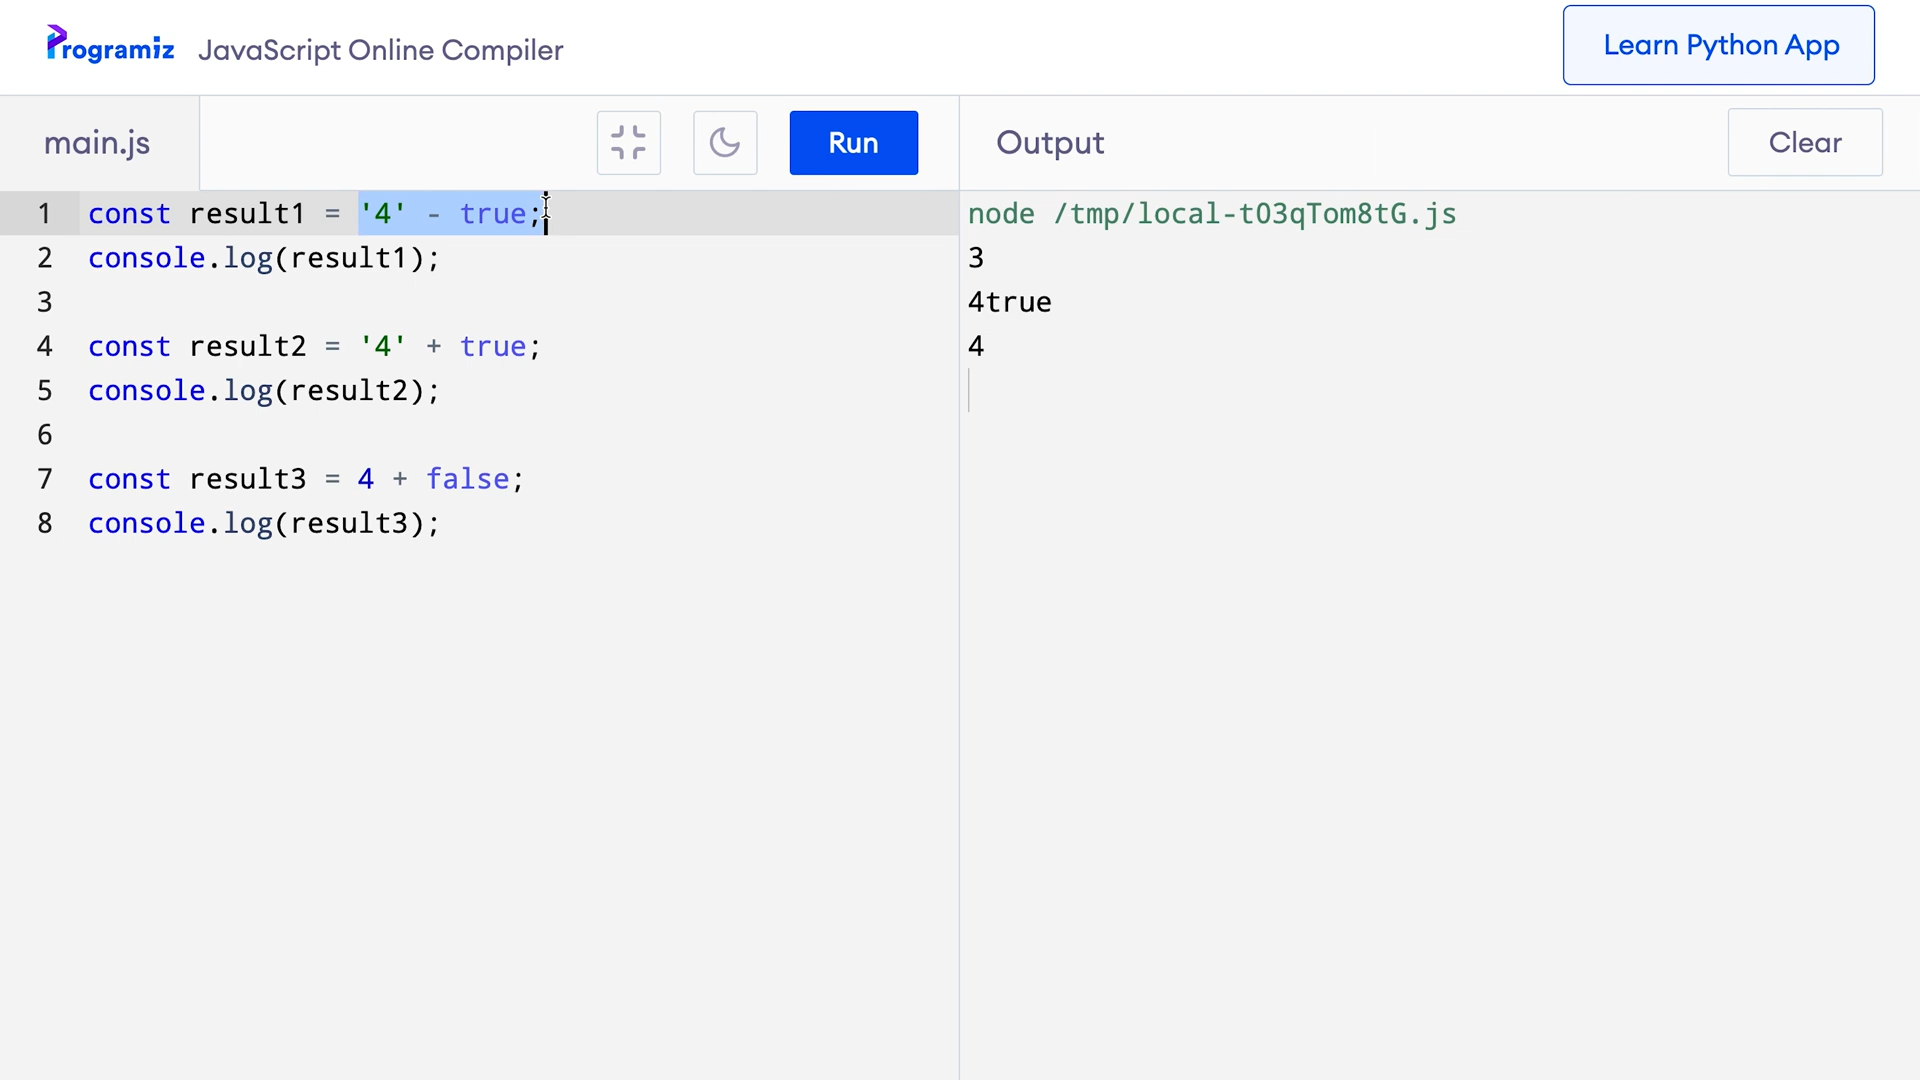 Programiz JavaScript Online Compiler Learn Python App
main.js Run Output Clear
1 const result1 = '4' - true;
2 console.log(result1);
3
4 const result2 = '4' + true;
5 console.log(result2);
6
7 const result3 = 4 + false;
8 console.log(result3);
node /tmp/local-tO3qTom8tG.js
3
4true
4